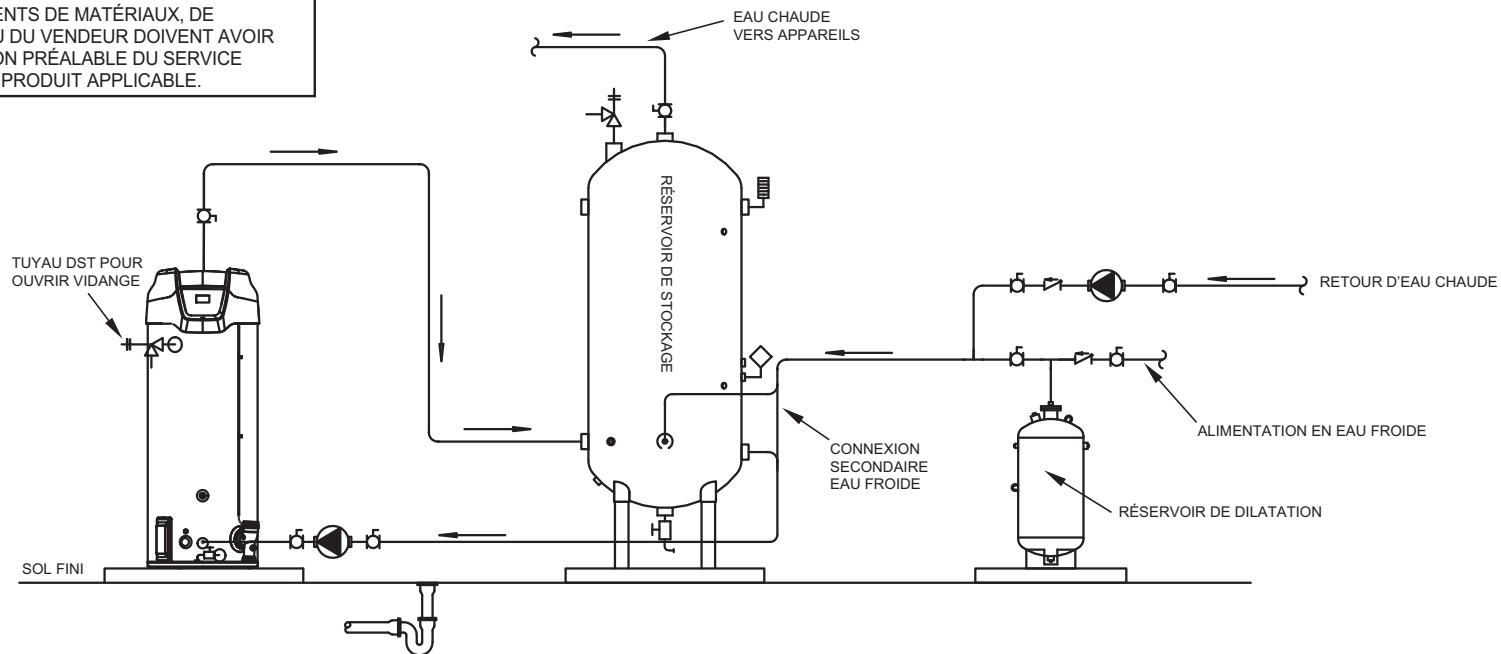 ENTS DE MATÉRIAUX, DE
U DU VENDEUR DOIVENT AVOIR
ON PRÉALABLE DU SERVICE
PRODUIT APPLICABLE.
EAU CHAUDE
VERS APPAREILS
TUYAU DST POUR
OUVRIR VIDANGE
RÉSERVOIR DE STOCKAGE
RETOUR D'EAU CHAUDE
ALIMENTATION EN EAU FROIDE
CONNEXION
SECONDAIRE
EAU FROIDE
RÉSERVOIR DE DILATATION
SOL FINI